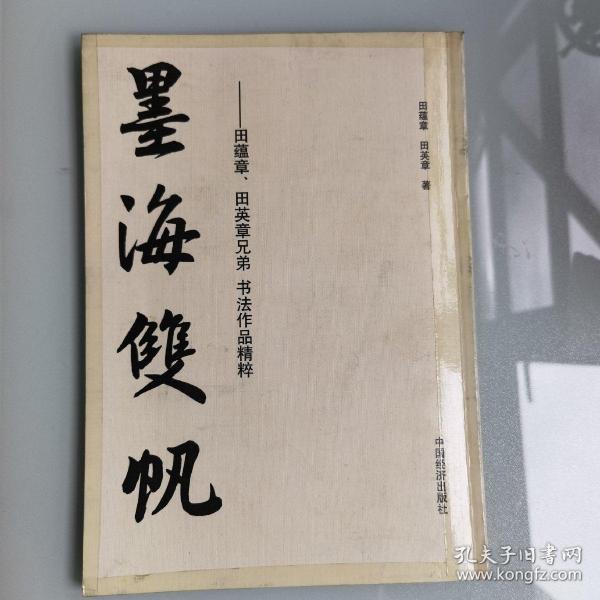 墨海雙帆
——田蕴章、田英章兄弟 书法作品精粹
田蕴章 田英章 著
中国经济出版社
孔夫子旧书网
www.kongfz.com